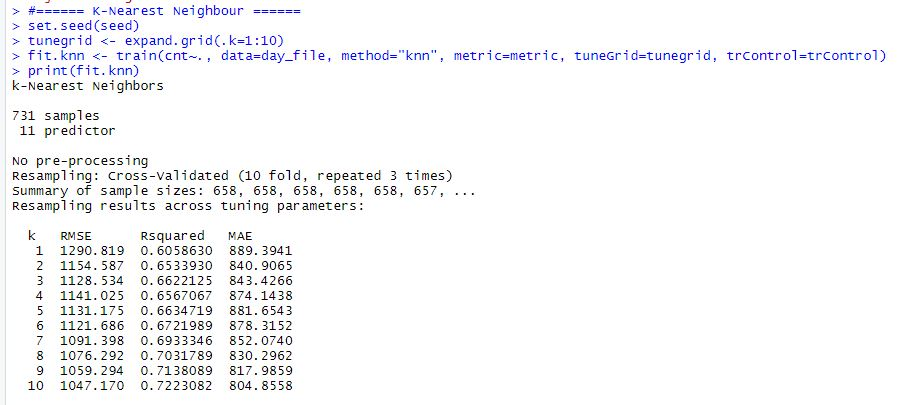 > #====== K-Nearest Neighbour ======
> set.seed(seed)
> tunegrid <- expand.grid(.k=1:10)
> fit.knn <- train(cnt~., data=day_file, method="knn", metric=metric, tuneGrid=tunegrid, trControl=trControl)
> print(fit.knn)
k-Nearest Neighbors

731 samples
 11 predictor

No pre-processing
Resampling: Cross-Validated (10 fold, repeated 3 times)
Summary of sample sizes: 658, 658, 658, 658, 658, 657, ...
Resampling results across tuning parameters:

  k   RMSE      Rsquared   MAE
   1  1290.819  0.6058630  889.3941
   2  1154.587  0.6533930  840.9065
   3  1128.534  0.6622125  843.4266
   4  1141.025  0.6567067  874.1438
   5  1131.175  0.6634719  881.6543
   6  1121.686  0.6721989  878.3152
   7  1091.398  0.6933346  852.0740
   8  1076.292  0.7031789  830.2962
   9  1059.294  0.7138089  817.9859
  10  1047.170  0.7223082  804.8558